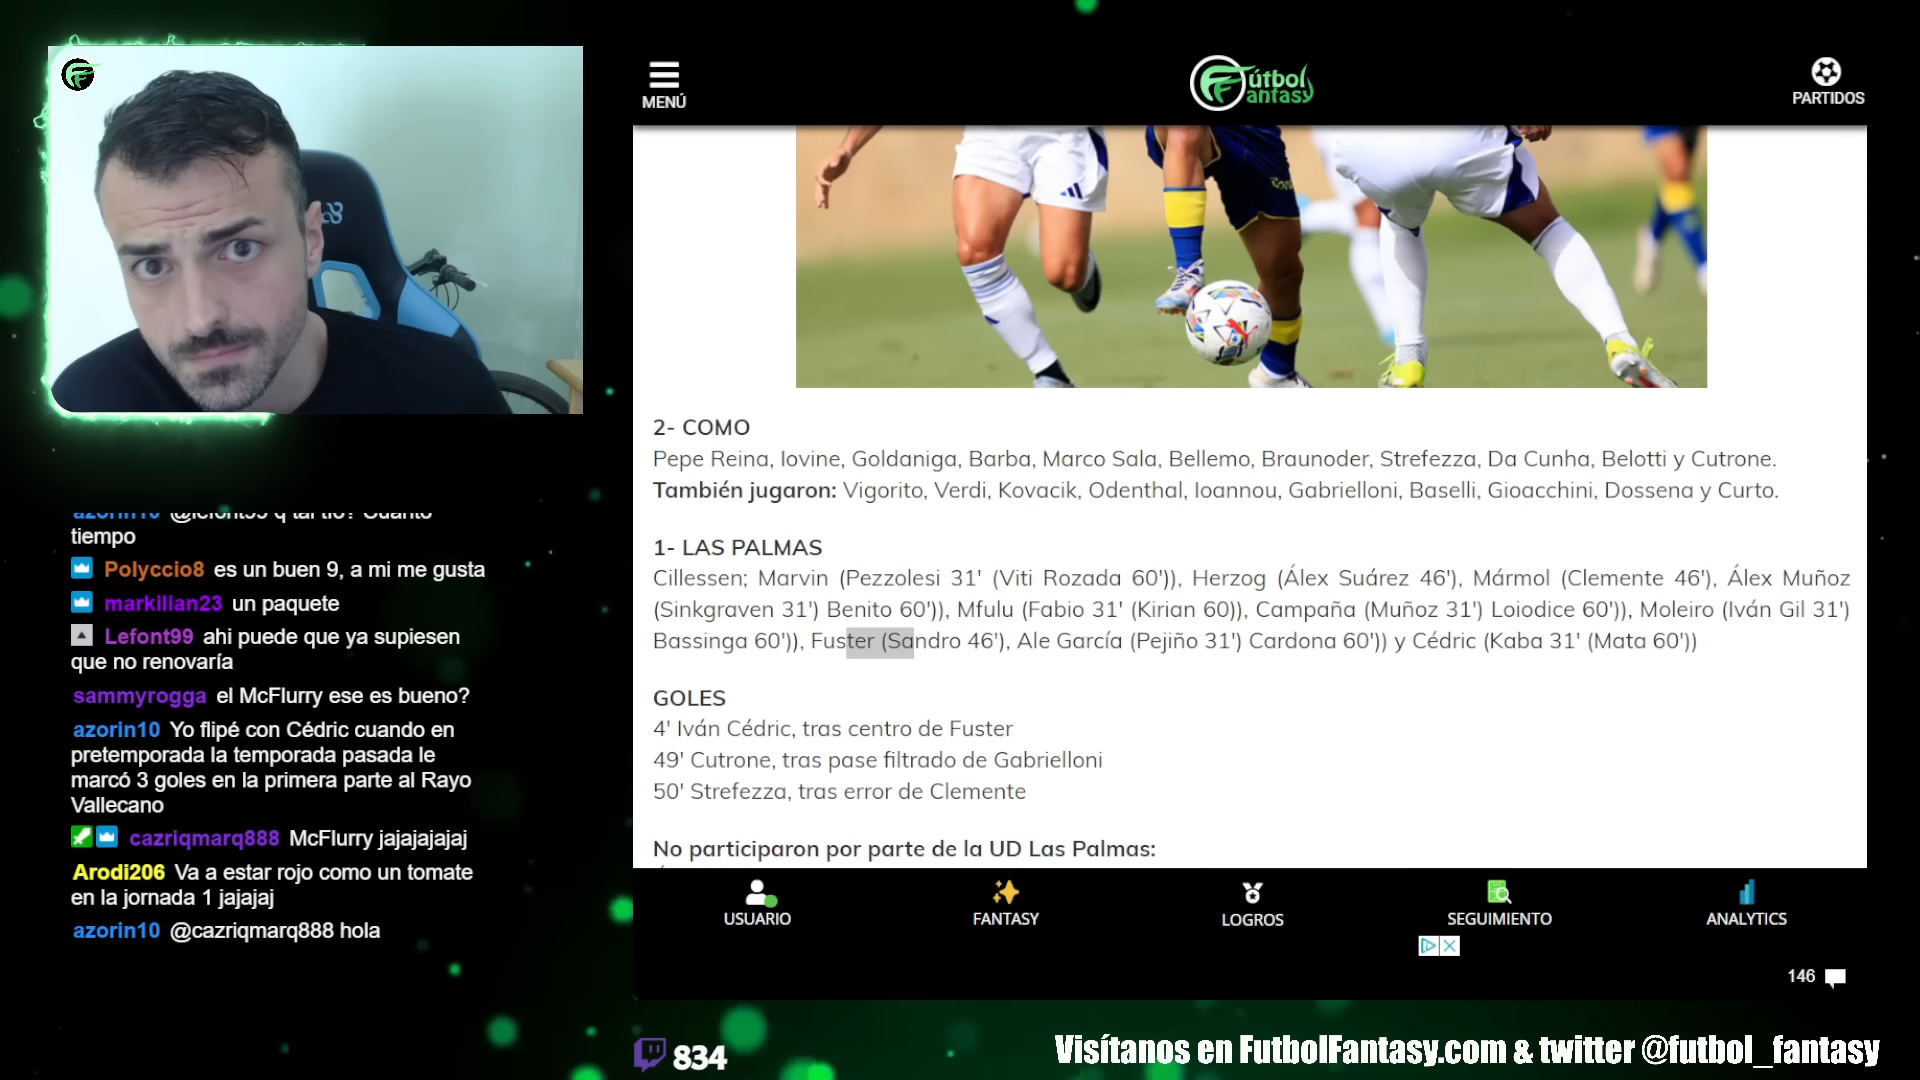 MENÚ
Fútbol
Fantasy
PARTIDOS
2- COMO
Pepe Reina, Iovine, Goldaniga, Barba, Marco Sala, Bellemo, Braunoder, Strefezza, Da Cunha, Belotti y Cutrone.
También jugaron: Vigorito, Verdi, Kovacik, Odenthal, Ioannou, Gabrielloni, Baselli, Gioacchini, Dossena y Curto.
1- LAS PALMAS
Cillessen; Marvin (Pezzolesi 31' (Viti Rozada 60')), Herzog (Álex Suárez 46'), Mármol (Clemente 46'), Álex Muñoz
(Sinkgraven 31') Benito 60')), Mfulu (Fabio 31' (Kirian 60)), Campaña (Muñoz 31') Loiodice 60')), Moleiro (Iván Gil 31')
Bassinga 60')), Fuster (Sandro 46'), Ale García (Pejiño 31') Cardona 60')) y Cédric (Kaba 31' (Mata 60'))
GOLES
4' Iván Cédric, tras centro de Fuster
49' Cutrone, tras pase filtrado de Gabrielloni
50' Strefezza, tras error de Clemente
No participaron por parte de la UD Las Palmas:
USUARIO
FANTASY
LOGROS
SEGUIMIENTO
ANALYTICS
146
tiempo
Polyccio8 es un buen 9, a mi me gusta
markilian23 un paquete
Lefont99 ahi puede que ya supiesen
que no renovaría
sammyrogga el McFlurry ese es bueno?
azorin10 Yo flipé con Cédric cuando en
pretemporada la temporada pasada le
marcó 3 goles en la primera parte al Rayo
Vallecano
cazriqmarq888 McFlurry jajajajajaj
Arodi206 Va a estar rojo como un tomate
en la jornada 1 jajajaj
azorin10 @cazriqmarq888 hola
834
Visítanos en FutbolFantasy.com & twitter @futbol_fantasy